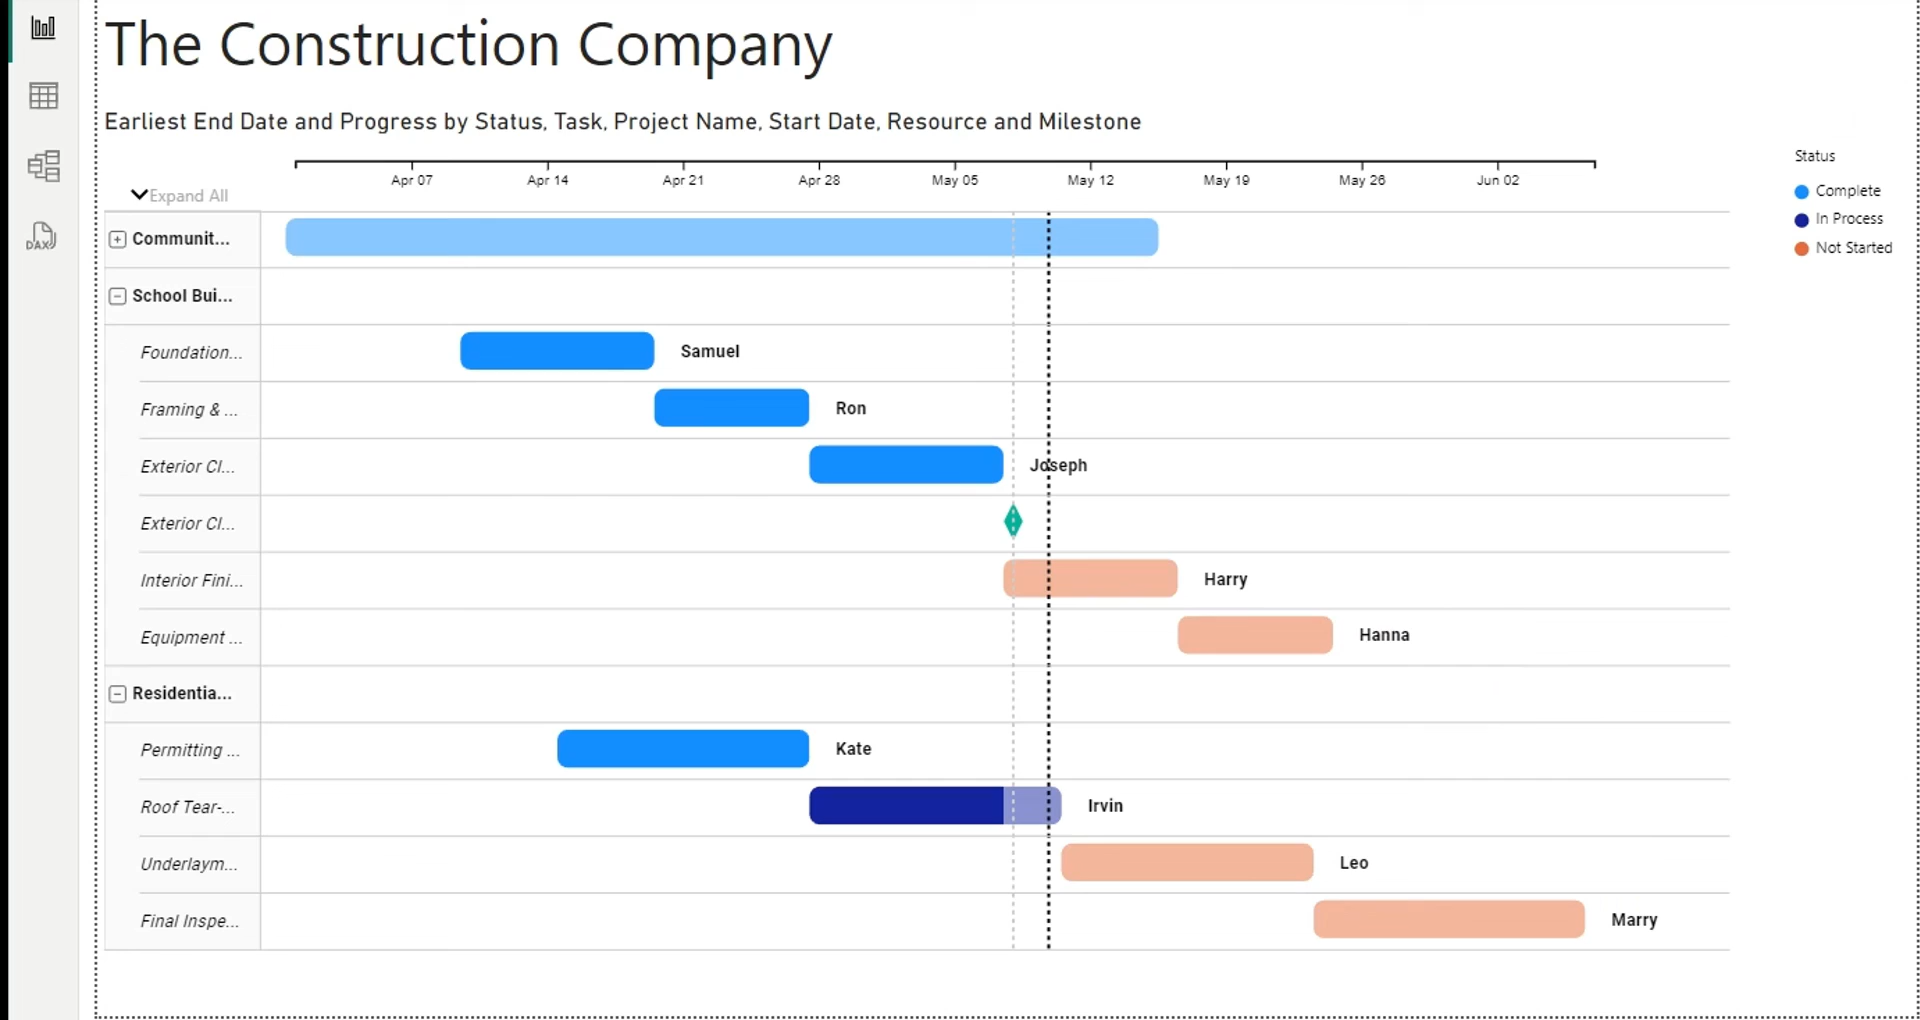 The Construction Company
Earliest End Date and Progress by Status, Task, Project Name, Start Date, Resource and Milestone
Status
Complete
In Process
Not Started
Apr 07 Apr 14 Apr 21 Apr 28 May 05 May 12 May 19 May 26 Jun 02
Expand All
Communit...
School Bui...
Foundation... Samuel
Framing & ... Ron
Exterior Cl... Joseph
Exterior Cl...
Interior Fini... Harry
Equipment ... Hanna
Residentia...
Permitting ... Kate
Roof Tear-... Irvin
Underlaym... Leo
Final Inspe... Marry
DAX